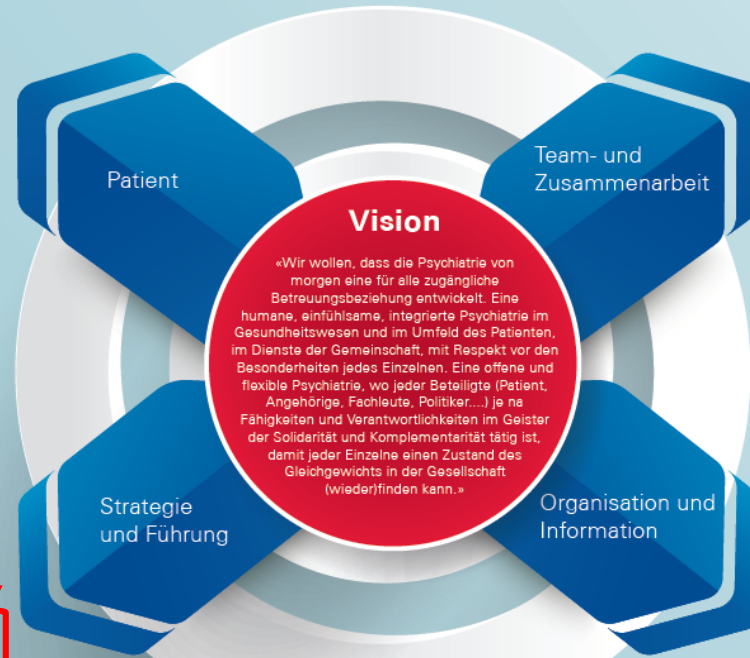 Patient
Team- und
Zusammenarbeit
Vision
«Wir wollen, dass die Psychiatrie von
morgen eine für alle zugängliche
Betreuungsbeziehung entwickelt. Eine
humane, einfühlsame, integrierte Psychiatrie im
Gesundheitswesen und im Umfeld des Patienten,
im Dienste der Gemeinschaft, mit Respekt vor den
Besonderheiten jedes Einzelnen. Eine offene und
flexible Psychiatrie, wo jeder Beteiligte (Patient,
Angehörige, Fachleute, Politiker....) je na
Fähigkeiten und Verantwortlichkeiten im Geister
der Solidarität und Komplementarität tätig ist,
damit jeder Einzelne einen Zustand des
Gleichgewichts in der Gesellschaft
(wieder)finden kann.»
Strategie
und Führung
Organisation und
Information